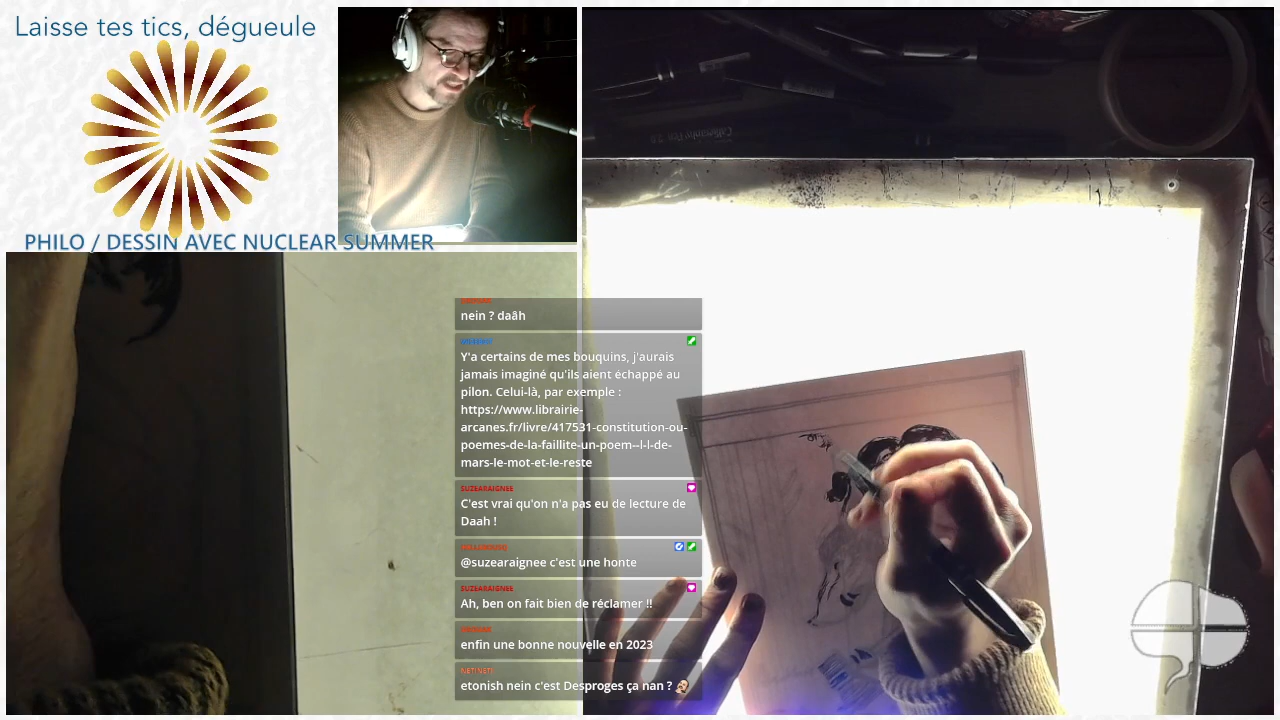 Laisse tes tics, dégueule
PHILO / DESSIN AVEC NUCLEAR SUMMER
nein ? daâh
Y'a certains de mes bouquins, j'aurais
jamais imaginé qu'ils aient échappé au
pilon. Celui-là, par exemple :
https://www.librairie-
arcanes.fr/livre/417531-constitution-ou-
poemes-de-la-faillite-un-poem--l-l-de-
mars-le-mot-et-le-reste
SUZEARAIGNEE
C'est vrai qu'on n'a pas eu de lecture de
Daah !
@suzearaignee c'est une honte
SUZEARAIGNEE
Ah, ben on fait bien de réclamer !!
enfin une bonne nouvelle en 2023
etonish nein c'est Desproges ça nan ?